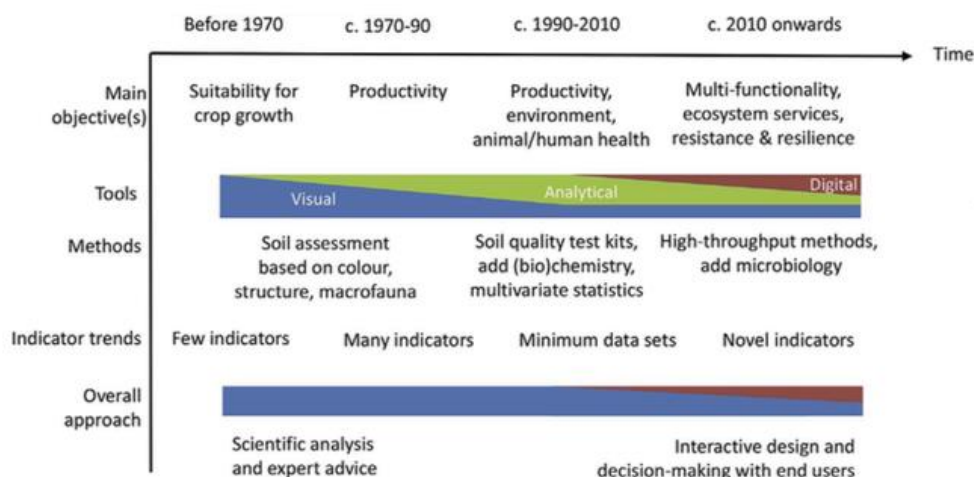 Before 1970 c. 1970-90 c. 1990-2010 c. 2010 onwards
Time
Main
objective(s)
Suitability for
crop growth
Productivity
Productivity,
environment,
animal/human health
Multi-functionality,
ecosystem services,
resistance & resilience
Tools
Visual
Analytical
Digital
Methods
Soil assessment
based on colour,
structure, macrofauna
Soil quality test kits,
add (bio)chemistry,
multivariate statistics
High-throughput methods,
add microbiology
Indicator trends
Few indicators
Many indicators
Minimum data sets
Novel indicators
Overall
approach
Scientific analysis
and expert advice
Interactive design and
decision-making with end users